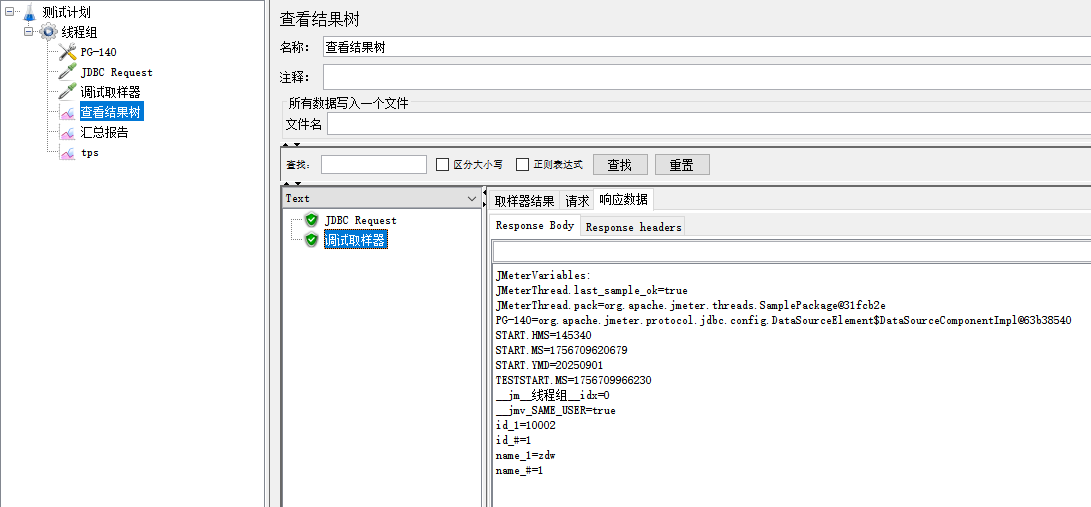 测试计划
线程组
PG-140
JDBC Request
调试取样器
查看结果树
汇总报告
tps
查看结果树
名称： 查看结果树
注释：
所有数据写入一个文件
文件名
查找： 区分大小写 正则表达式 查找 重置
Text
JDBC Request
调试取样器
取样器结果 请求 响应数据
Response Body Response headers
JMeterVariables:
JMeterThread.last_sample_ok=true
JMeterThread.pack=org.apache.jmeter.threads.SamplePackage@31fcb2e
PG-140=org.apache.jmeter.protocol.jdbc.config.DataSourceElement$DataSourceComponentImpl@63b38540
START.HMS=145340
START.MS=1756709620679
START.YMD=20250901
TESTSTART.MS=1756709966230
__jm__线程组__idx=0
__jmv_SAME_USER=true
id_1=10002
id_#=1
name_1=zdw
name_#=1